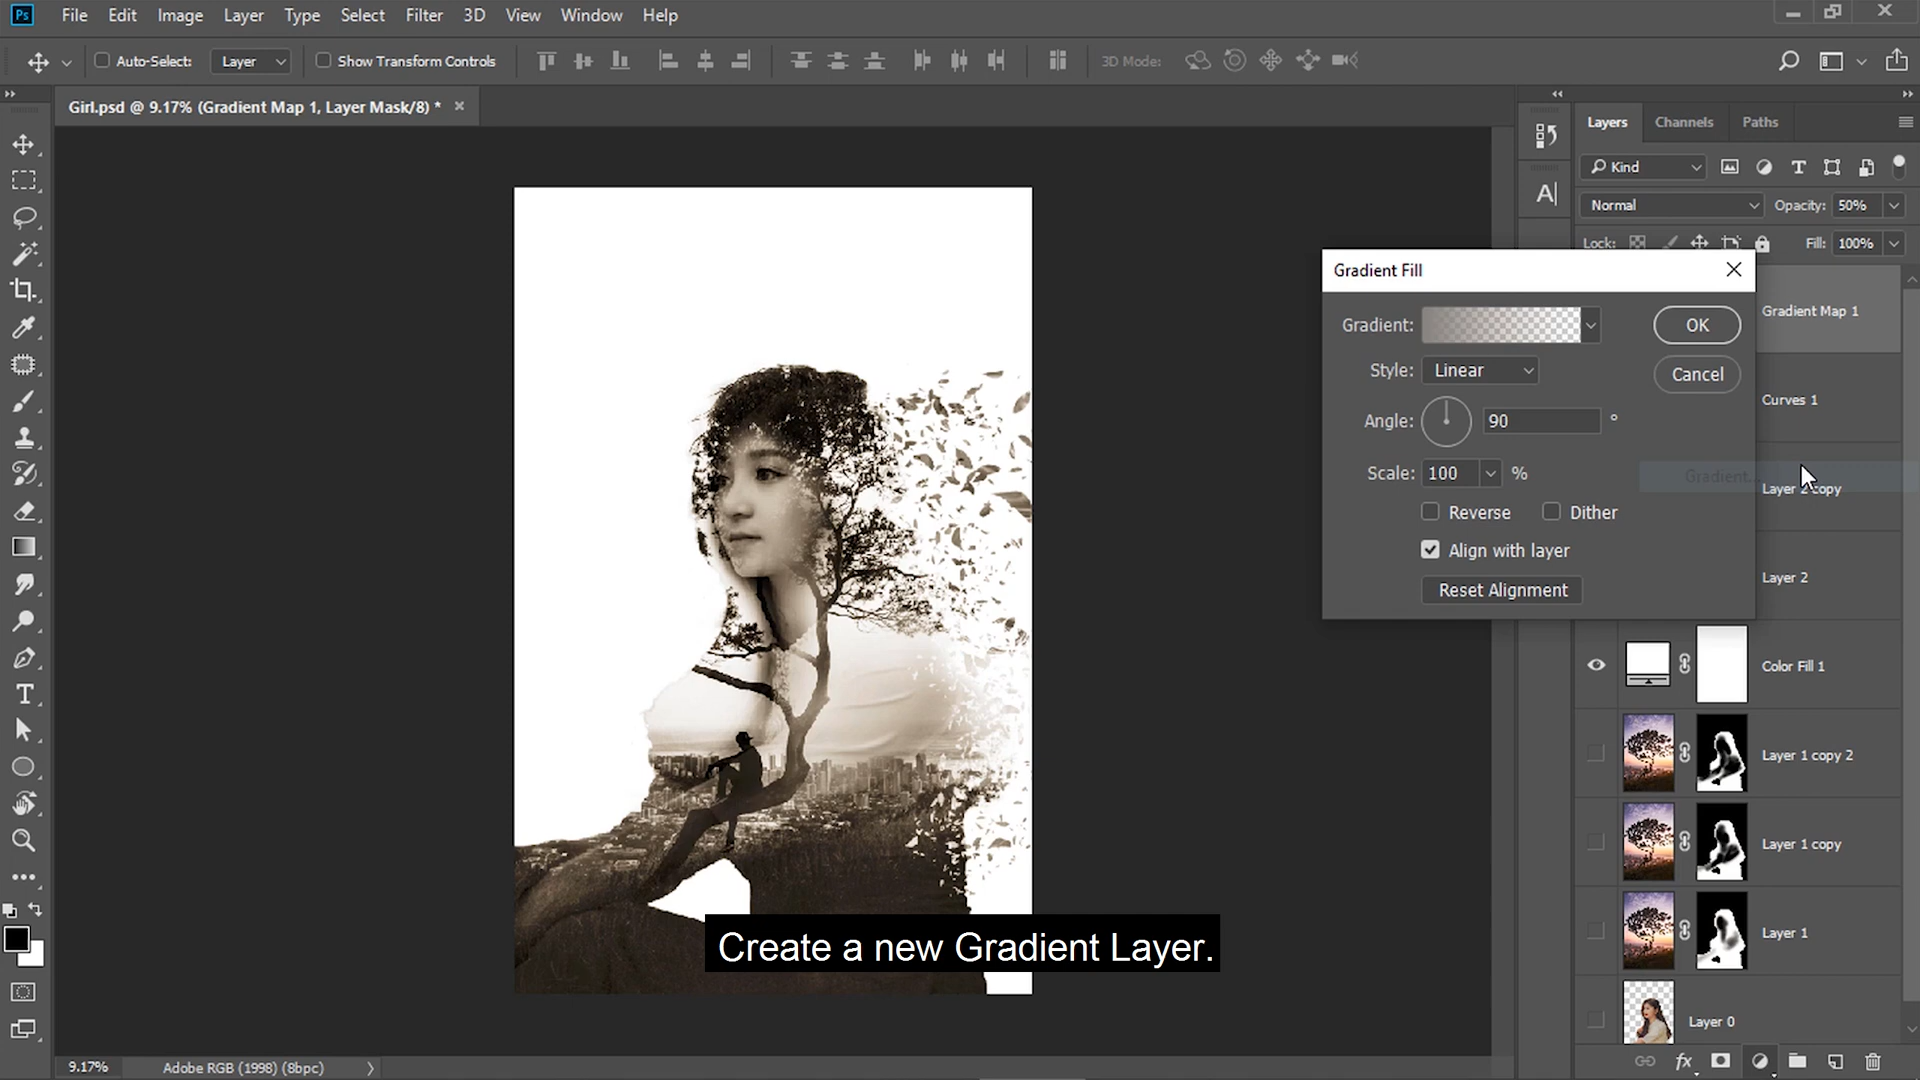 Ps File Edit Image Layer Type Select Filter 3D View Window Help
Auto-Select: Layer Show Transform Controls 3D Mode:
Girl.psd @ 9.17% (Gradient Map 1, Layer Mask/8) *
Layers Channels Paths
Kind
Normal Opacity: 50%
Lock: Fill: 100%
Gradient Fill
Gradient: OK
Style: Linear Cancel
Angle: 90 °
Scale: 100 %
Reverse Dither
Align with layer
Reset Alignment
Gradient...
Gradient Map 1
Curves 1
Layer 2 copy
Layer 2
Color Fill 1
Layer 1 copy 2
Layer 1 copy
Layer 1
Layer 0
Create a new Gradient Layer.
9.17% Adobe RGB (1998) (8bpc)